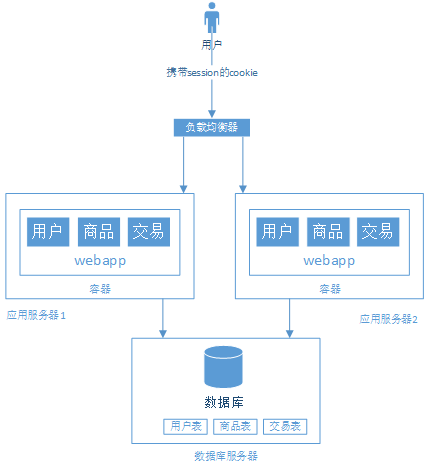 用户
携带session的cookie
负载均衡器
用户 商品 交易
webapp
容器
应用服务器1
用户 商品 交易
webapp
容器
应用服务器2
数据库
用户表 商品表 交易表
数据库服务器